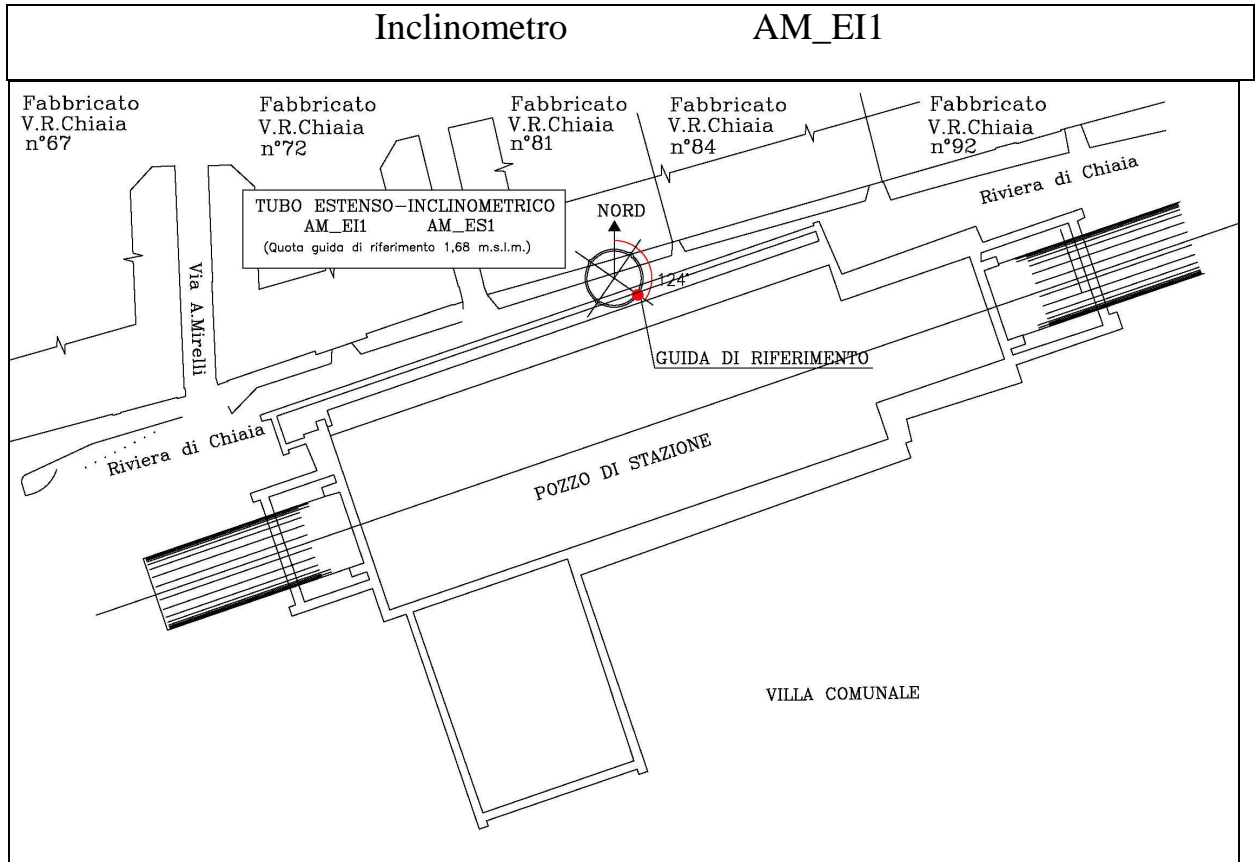 Inclinometro AM_EI1
Fabbricato
V.R.Chiaia
n°67
Fabbricato
V.R.Chiaia
n°72
Fabbricato
V.R.Chiaia
n°81
Fabbricato
V.R.Chiaia
n°84
Fabbricato
V.R.Chiaia
n°92
Riviera di Chiaia
TUBO ESTENSO-INCLINOMETRICO
AM_EI1 AM_ES1
(Quota guida di riferimento 1,68 m.s.l.m.)
NORD
124°
Via A.Mirelli
GUIDA DI RIFERIMENTO
Riviera di Chiaia
POZZO DI STAZIONE
VILLA COMUNALE